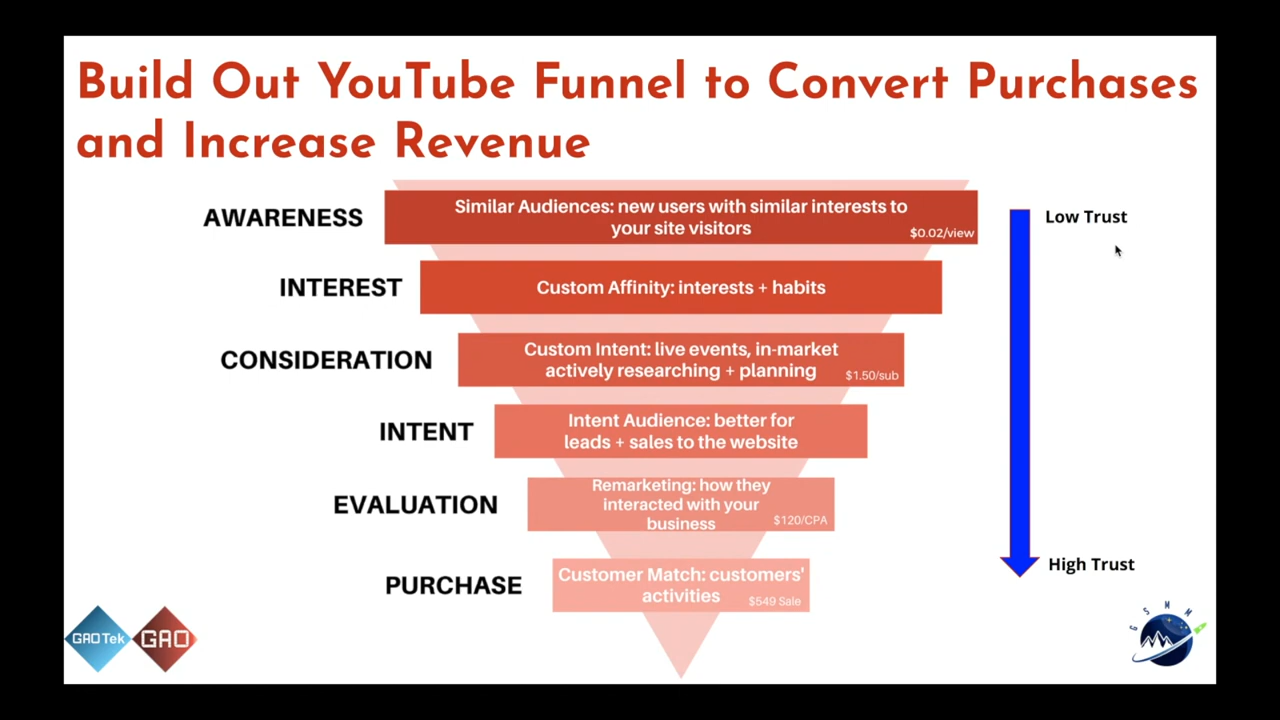 Build Out YouTube Funnel to Convert Purchases
and Increase Revenue
AWARENESS
Similar Audiences: new users with similar interests to
your site visitors
$0.02/view
Low Trust
INTEREST
Custom Affinity: interests + habits
CONSIDERATION
Custom Intent: live events, in-market
actively researching + planning
$1.50/sub
INTENT
Intent Audience: better for
leads + sales to the website
EVALUATION
Remarketing: how they
interacted with your
business
$120/CPA
High Trust
PURCHASE
Customer Match: customers'
activities
$549 Sale
GAO Tek
GAO
G S M M